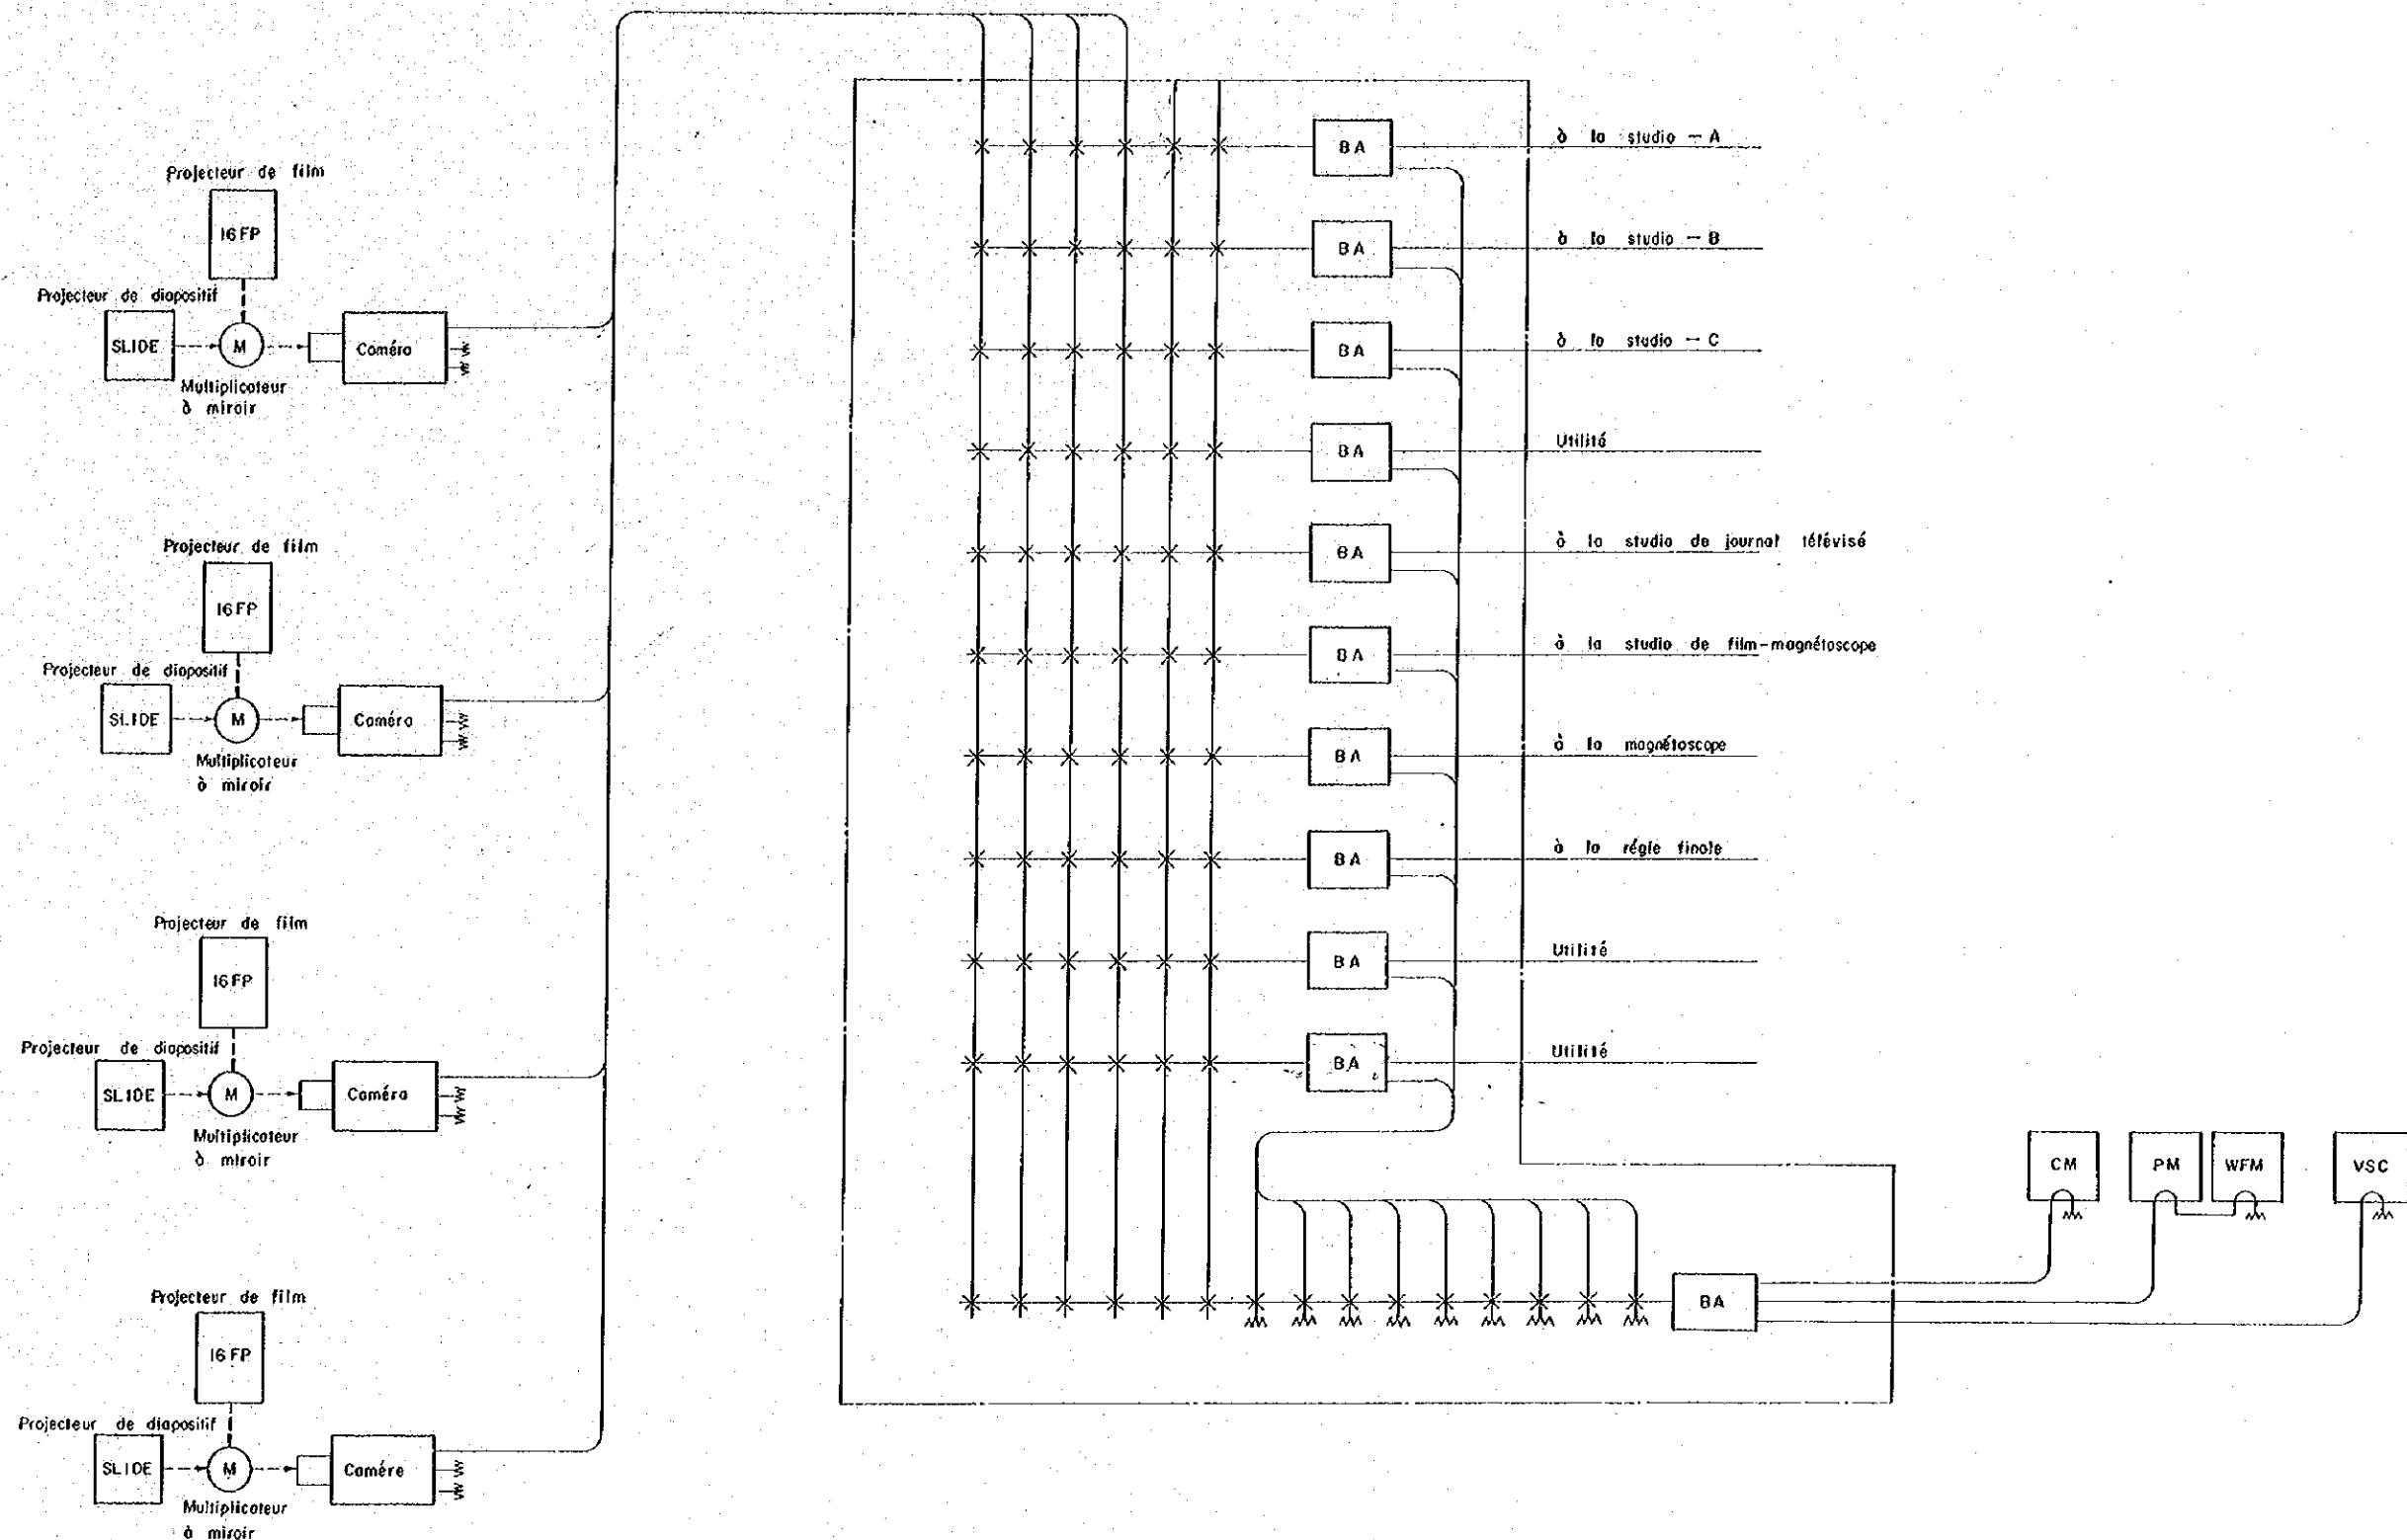 Projecteur de film
16FP
Projecteur de diapositif
SLIDE
M
Caméra
Multiplicateur
à miroir
Projecteur de film
16FP
Projecteur de diapositif
SLIDE
M
Caméra
Multiplicateur
à miroir
Projecteur de film
16FP
Projecteur de diapositif
SLIDE
M
Caméra
Multiplicateur
à miroir
Projecteur de film
16FP
Projecteur de diapositif
SLIDE
M
Camére
Multiplicateur
à miroir
BA
à la studio - A
BA
à la studio - B
BA
à la studio - C
BA
Utilité
BA
à la studio de journal télévisé
BA
à la studio de film-magnétoscope
BA
à la magnétoscope
BA
à la régie finale
BA
Utilité
BA
Utilité
BA
CM
PM
WFM
VSC